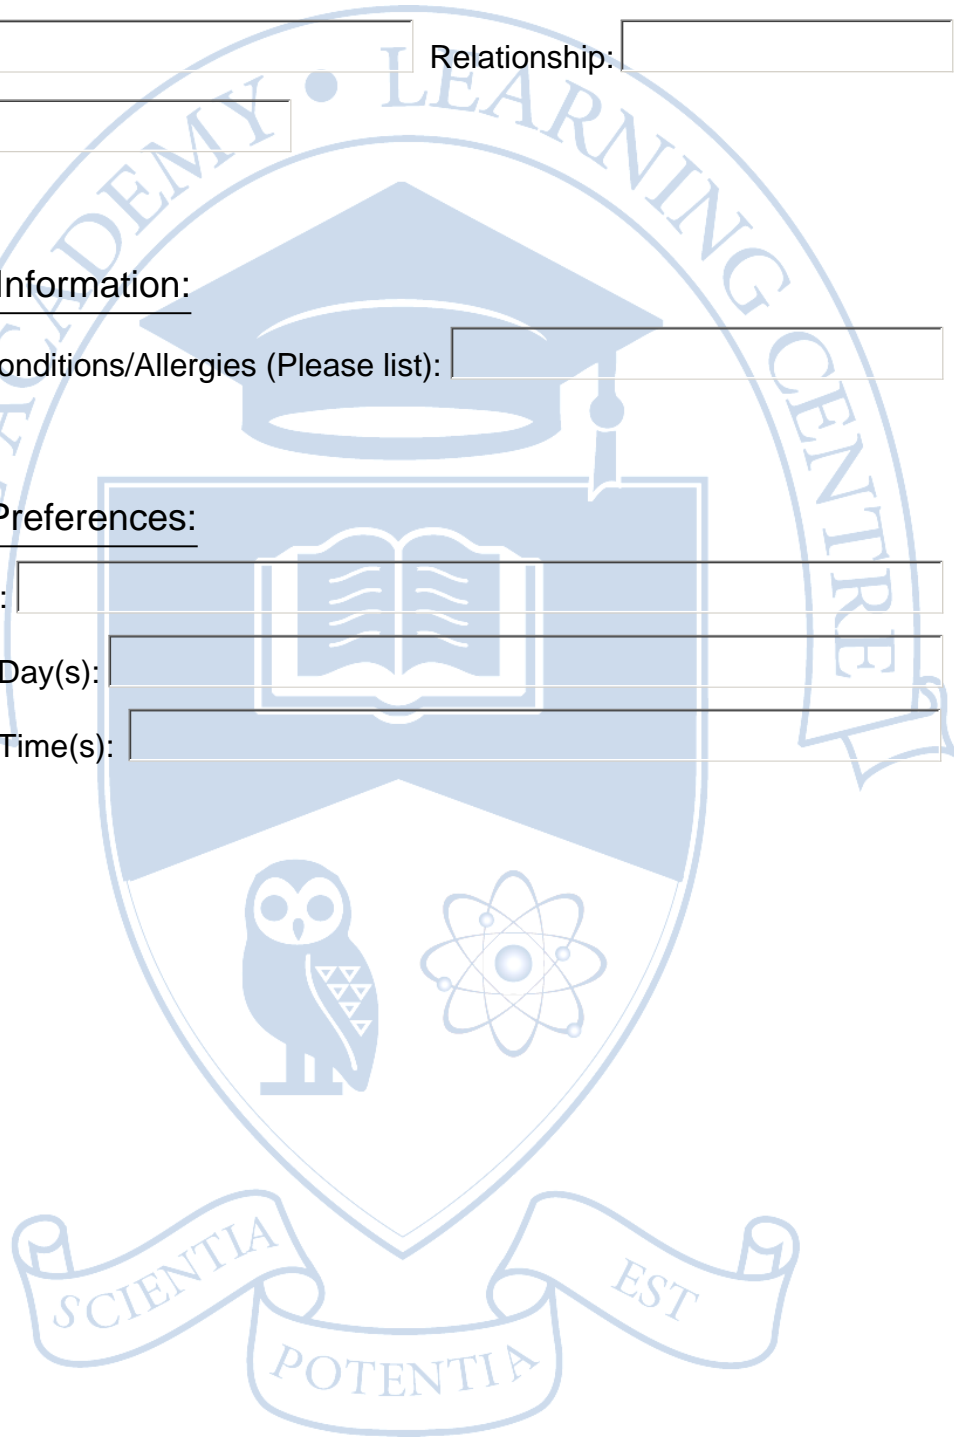 Relationship:
Information:
onditions/Allergies (Please list):
Preferences:
:
Day(s):
Time(s):
ACADEMY • LEARNING CENTRE
SCIENTIA
POTENTIA
EST